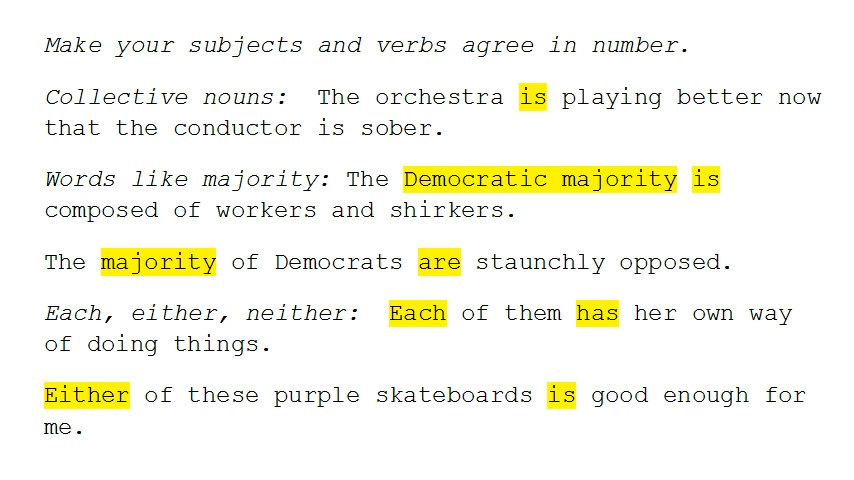 Make your subjects and verbs agree in number.
Collective nouns:  The orchestra is playing better now
that the conductor is sober.
Words like majority: The Democratic majority is
composed of workers and shirkers.
The majority of Democrats are staunchly opposed.
Each, either, neither:  Each of them has her own way
of doing things.
Either of these purple skateboards is good enough for
me.